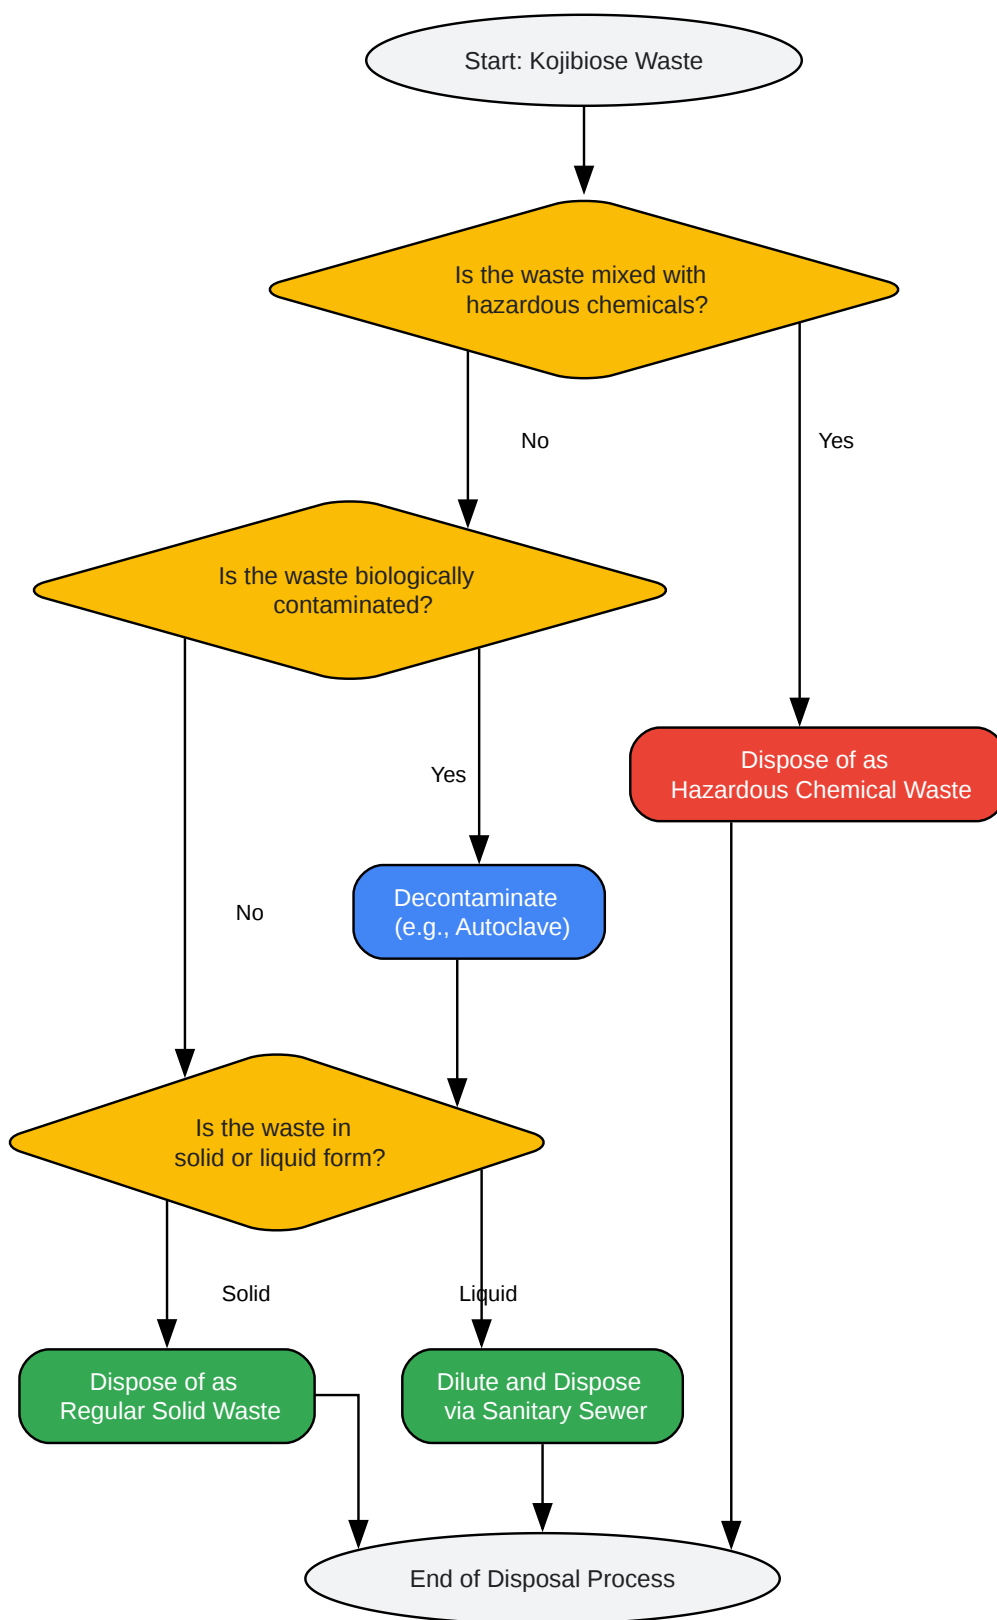 Start: Kojibiose Waste
Is the waste mixed with
hazardous chemicals?
No
Yes
Is the waste biologically
contaminated?
Yes
Dispose of as
Hazardous Chemical Waste
No
Decontaminate
(e.g., Autoclave)
Is the waste in
solid or liquid form?
Solid
Liquid
Dispose of as
Regular Solid Waste
Dilute and Dispose
via Sanitary Sewer
End of Disposal Process